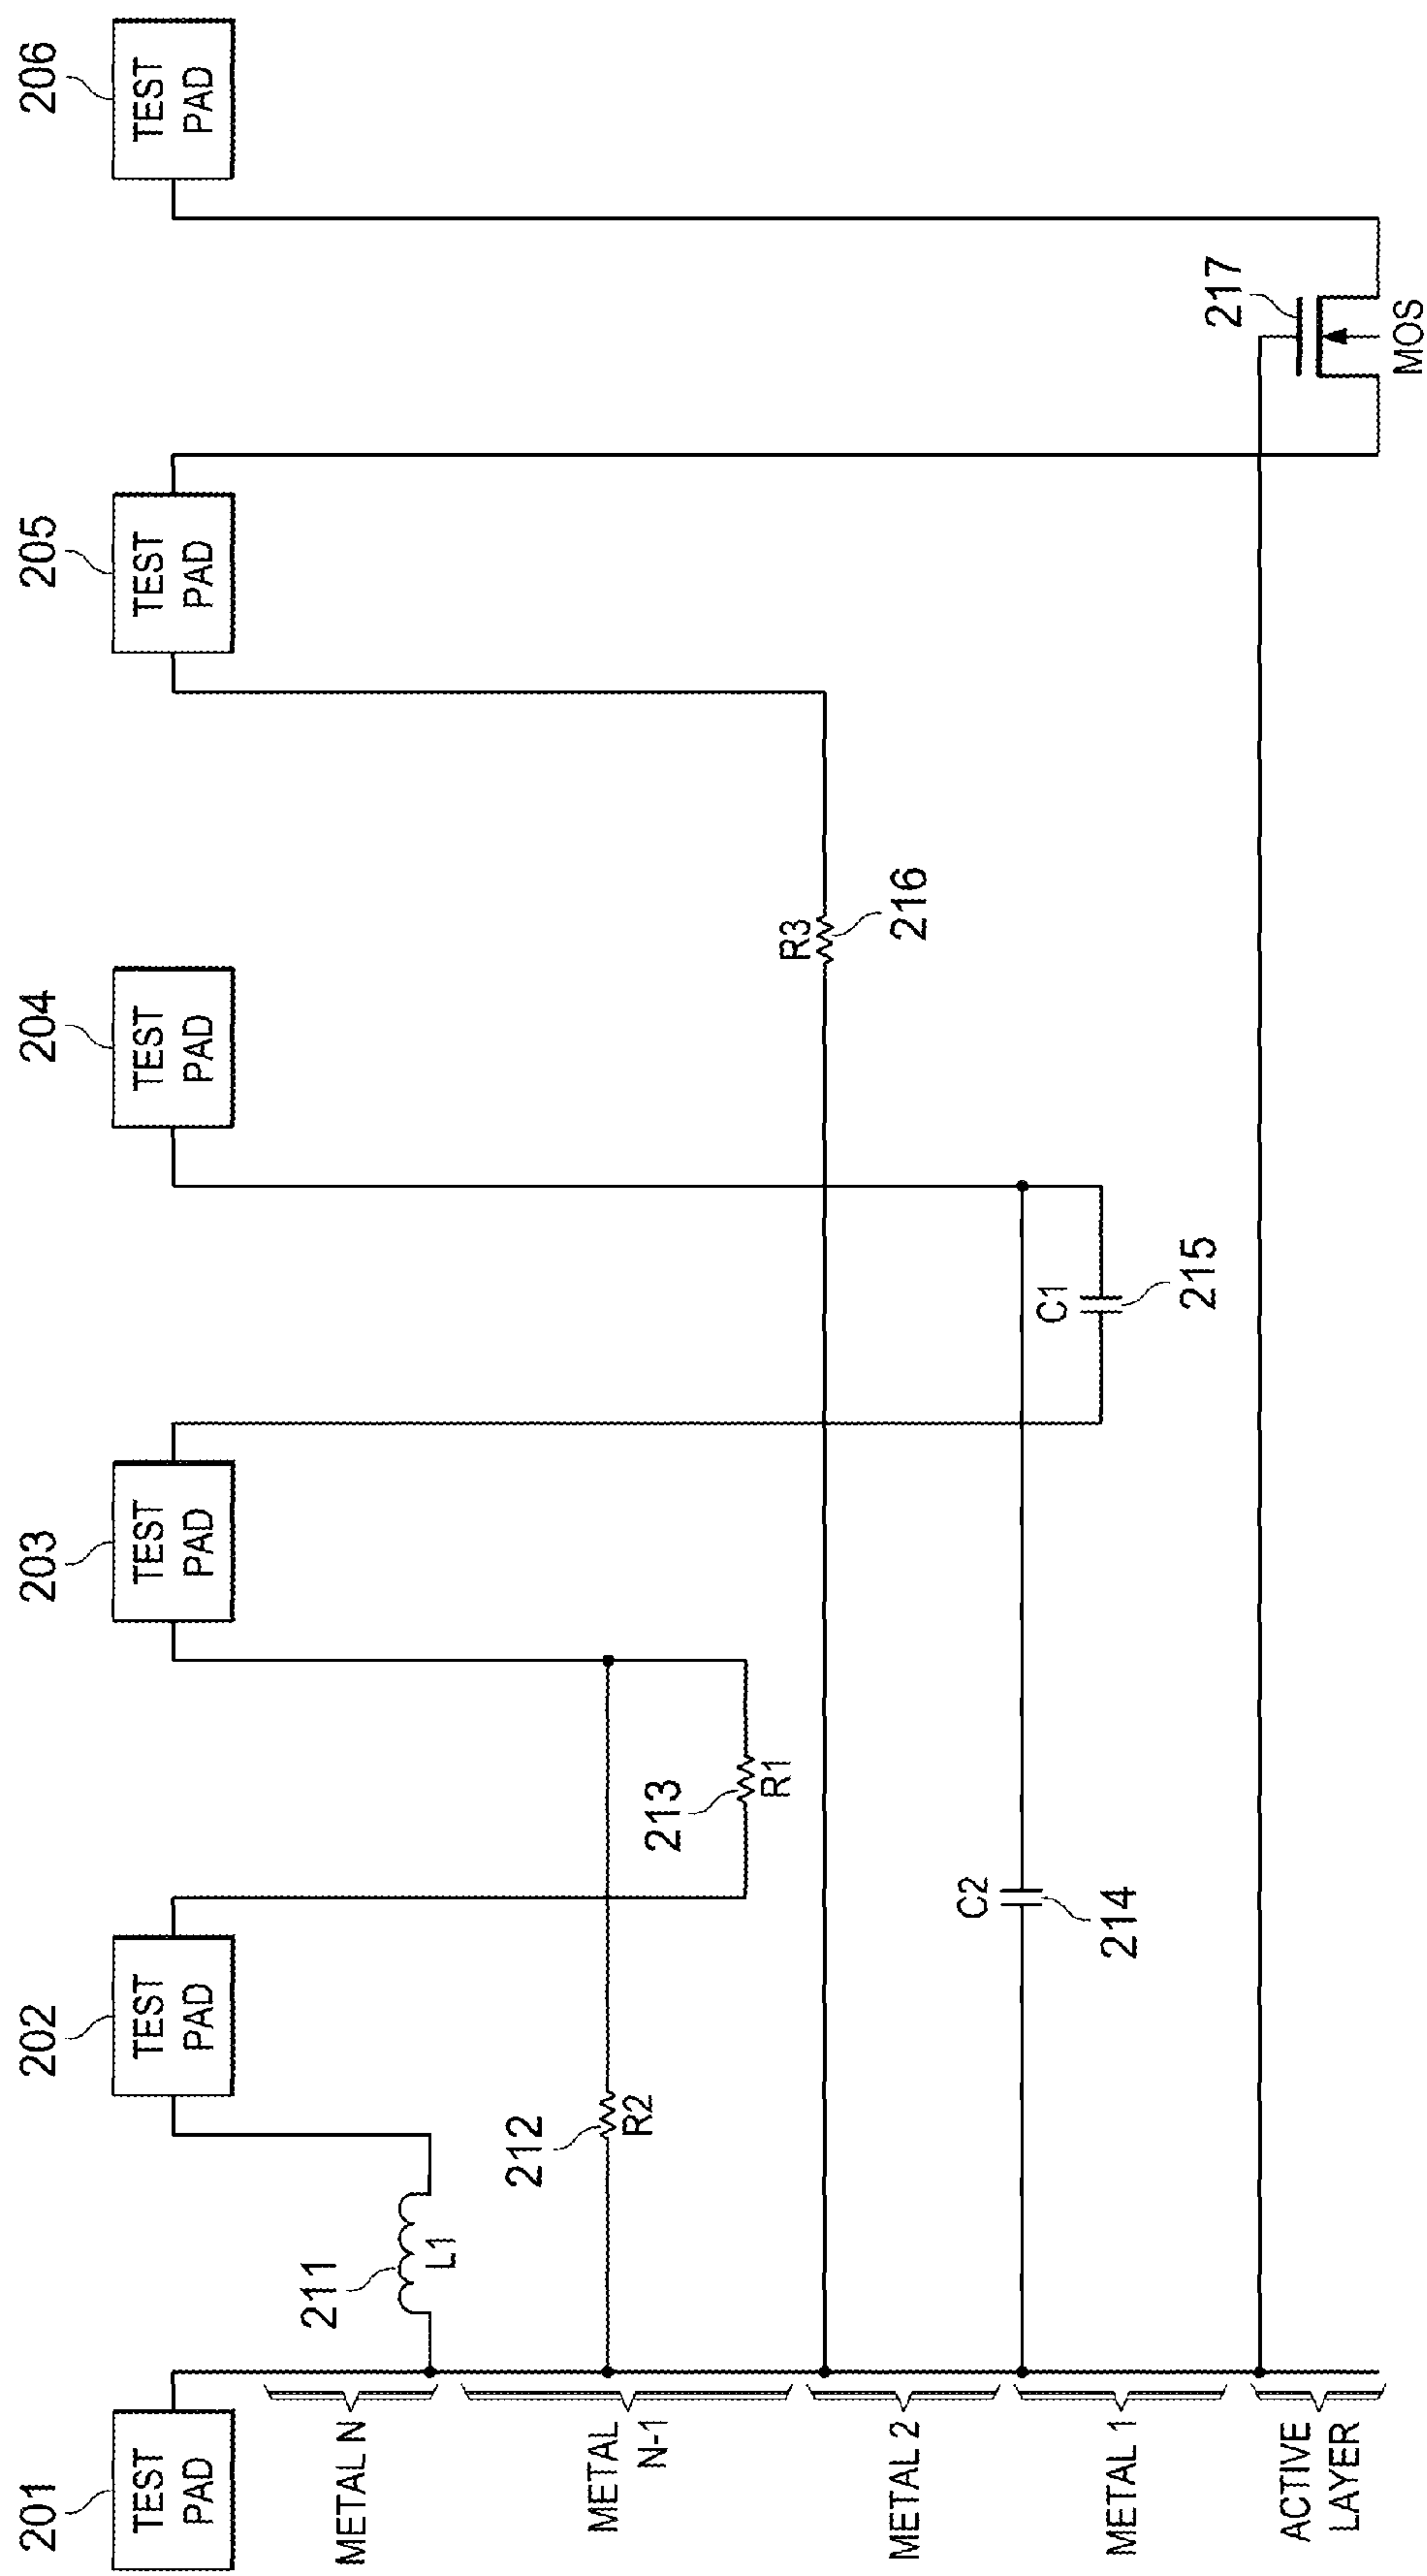 201
TEST
PAD
202
TEST
PAD
203
TEST
PAD
204
TEST
PAD
205
TEST
PAD
206
TEST
PAD
METAL N
211
L1
METAL
N-1
212
R2
213
R1
METAL 2
R3
216
METAL 1
C2
214
C1
215
ACTIVE
LAYER
217
MOS